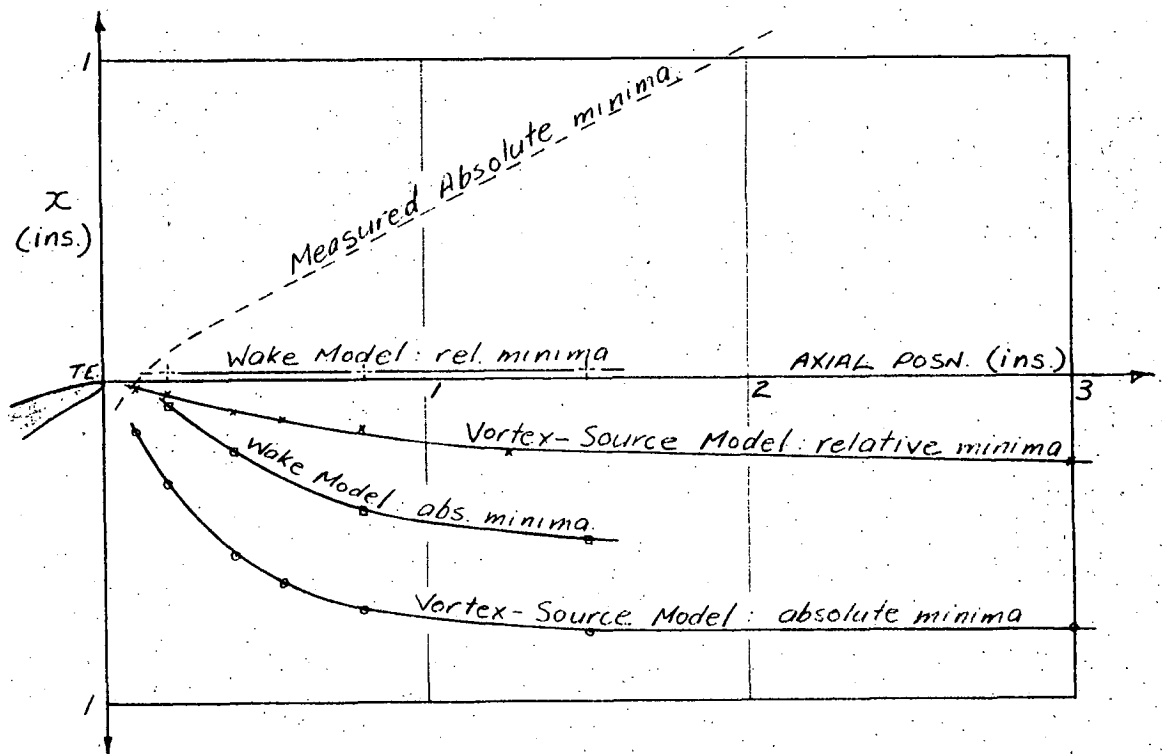 1
Measured Absolute minima.
x
(ins.)
Wake Model: rel. minima
AXIAL POSN. (ins.)
T.E.
1
1
2
3
Vortex-Source Model: relative minima
Wake Model: abs. minima.
Vortex-Source Model: absolute minima
1